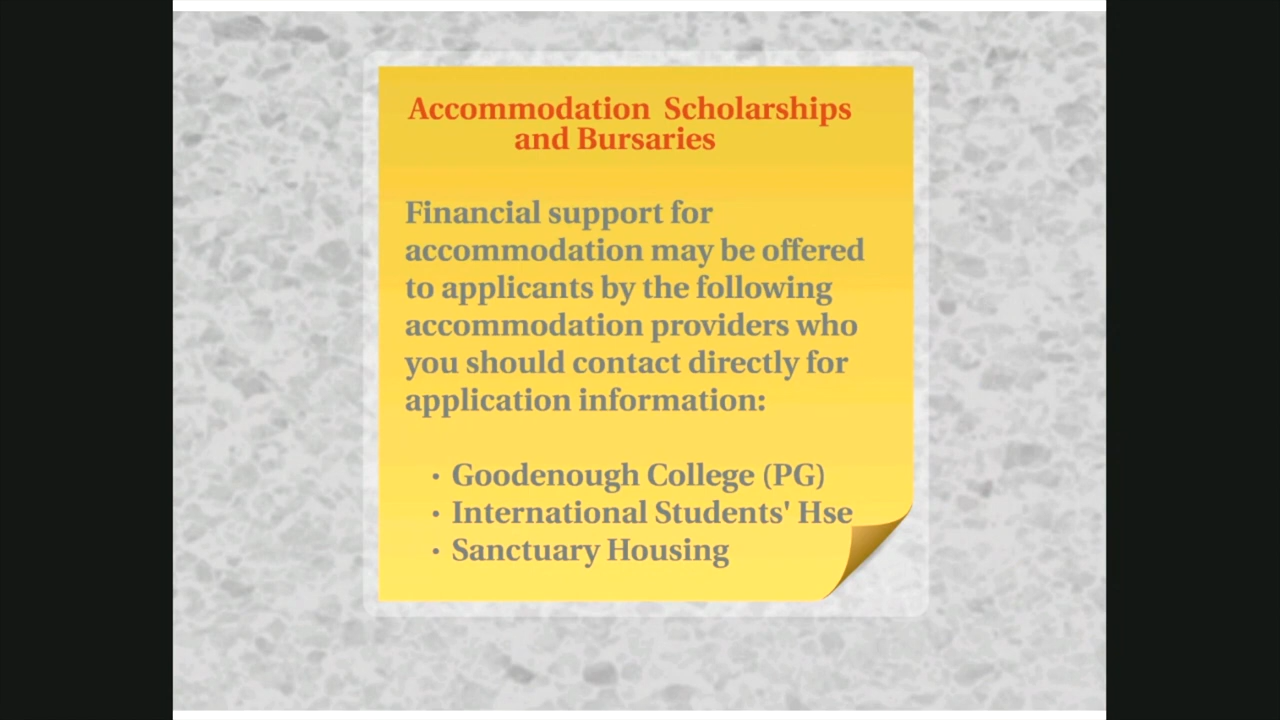 Accommodation Scholarships
and Bursaries
Financial support for
accommodation may be offered
to applicants by the following
accommodation providers who
you should contact directly for
application information:
• Goodenough College (PG)
• International Students' Hse
• Sanctuary Housing